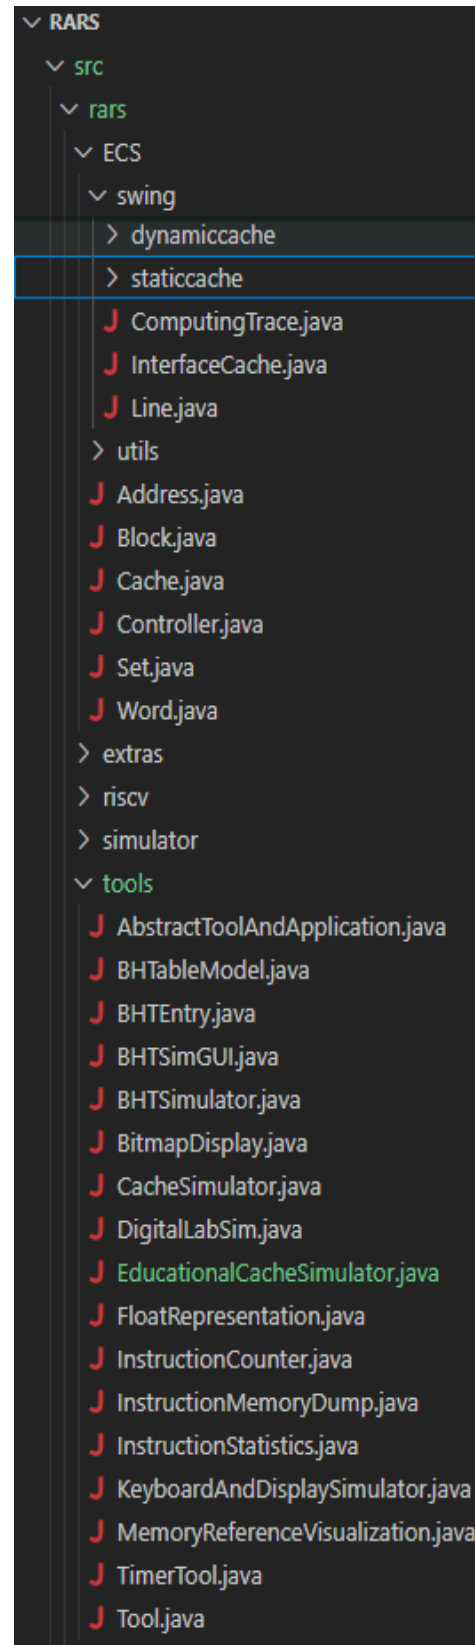 RARS
src
rars
ECS
swing
dynamiccache
staticcache
J ComputingTrace.java
J InterfaceCache.java
J Line.java
utils
J Address.java
J Block.java
J Cache.java
J Controller.java
J Set.java
J Word.java
extras
riscv
simulator
tools
J AbstractToolAndApplication.java
J BHTableModel.java
J BHTEntry.java
J BHTSimGUI.java
J BHTSimulator.java
J BitmapDisplay.java
J CacheSimulator.java
J DigitalLabSim.java
J EducationalCacheSimulator.java
J FloatRepresentation.java
J InstructionCounter.java
J InstructionMemoryDump.java
J InstructionStatistics.java
J KeyboardAndDisplaySimulator.java
J MemoryReferenceVisualization.java
J TimerTool.java
J Tool.java